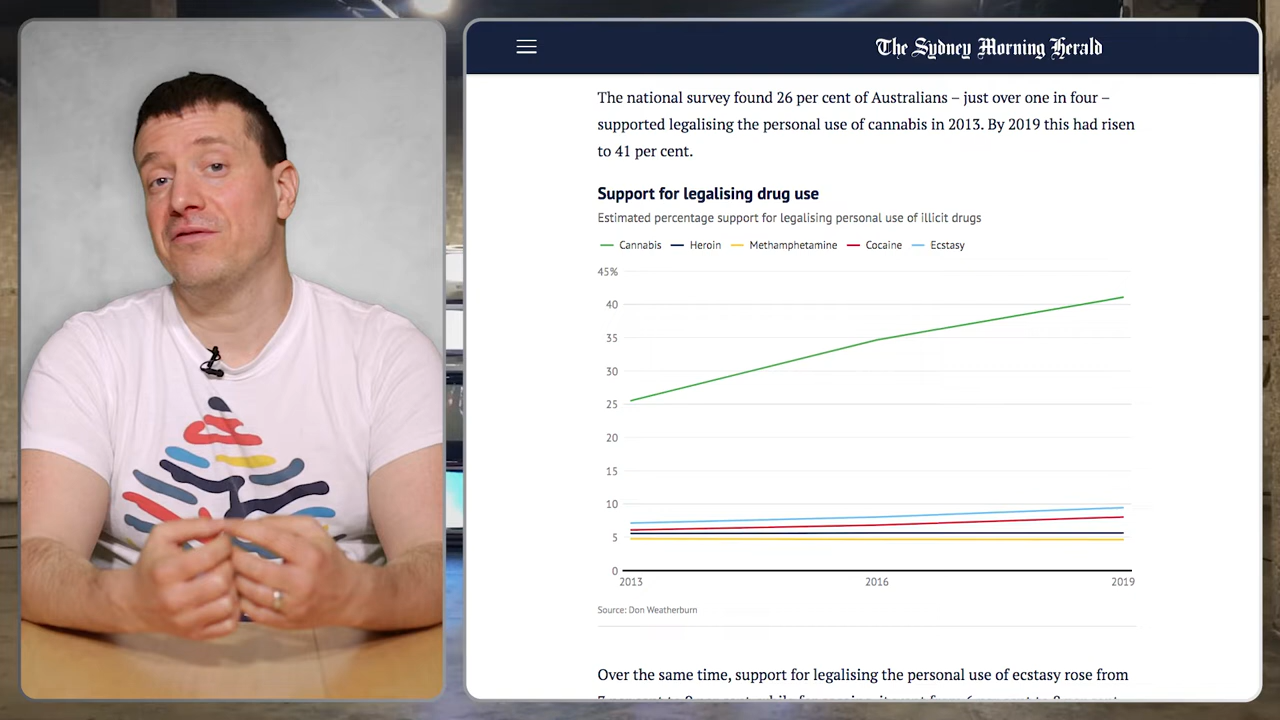 The Sydney Morning Herald
The national survey found 26 per cent of Australians – just over one in four –
supported legalising the personal use of cannabis in 2013. By 2019 this had risen
to 41 per cent.
Support for legalising drug use
Estimated percentage support for legalising personal use of illicit drugs
Cannabis Heroin Methamphetamine Cocaine Ecstasy
45%
40
35
30
25
20
15
10
5
0
2013 2016 2019
Source: Don Weatherburn
Over the same time, support for legalising the personal use of ecstasy rose from